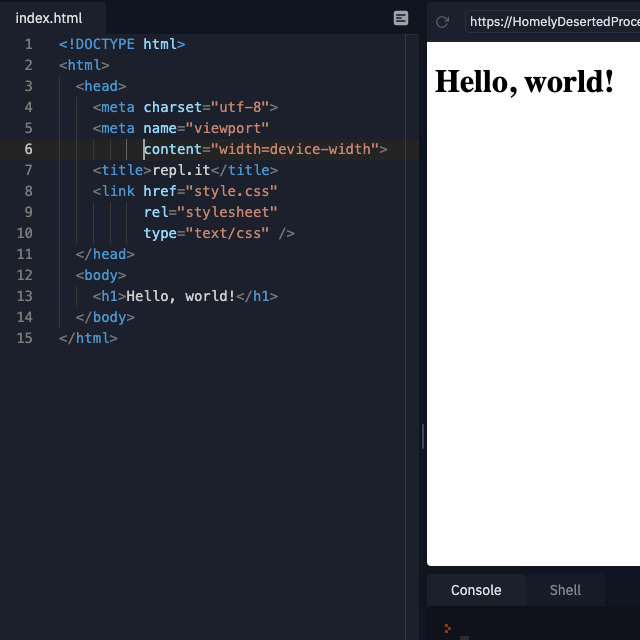 index.html
https://HomelyDesertedProce
1 <!DOCTYPE html>
2 <html>
3 <head>
4 <meta charset="utf-8">
5 <meta name="viewport"
6 content="width=device-width">
7 <title>repl.it</title>
8 <link href="style.css"
9 rel="stylesheet"
10 type="text/css" />
11 </head>
12 <body>
13 <h1>Hello, world!</h1>
14 </body>
15 </html>
Hello, world!
Console Shell